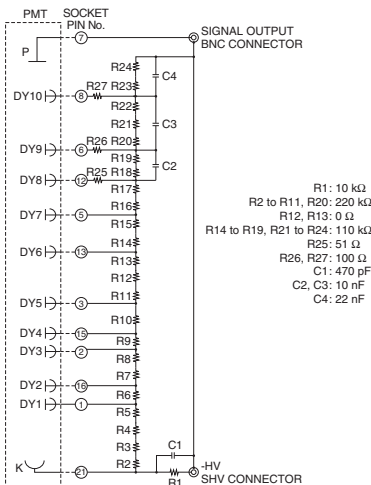 PMT
SOCKET
PIN No.
P
7
SIGNAL OUTPUT
BNC CONNECTOR
R24
C4
R27 R23
DY10
8
R22
R21
C3
R26 R20
DY9
6
R19
C2
R25 R18
DY8
12
R17
R16
DY7
5
R15
R14
DY6
13
R13
R12
R11
DY5
3
R10
DY4
15
R9
DY3
2
R8
R7
DY2
16
R6
DY1
1
R5
R4
R3
C1
R2
K
21
R1
-HV
SHV CONNECTOR
R1: 10 kΩ
R2 to R11, R20: 220 kΩ
R12, R13: 0 Ω
R14 to R19, R21 to R24: 110 kΩ
R25: 51 Ω
R26, R27: 100 Ω
C1: 470 pF
C2, C3: 10 nF
C4: 22 nF